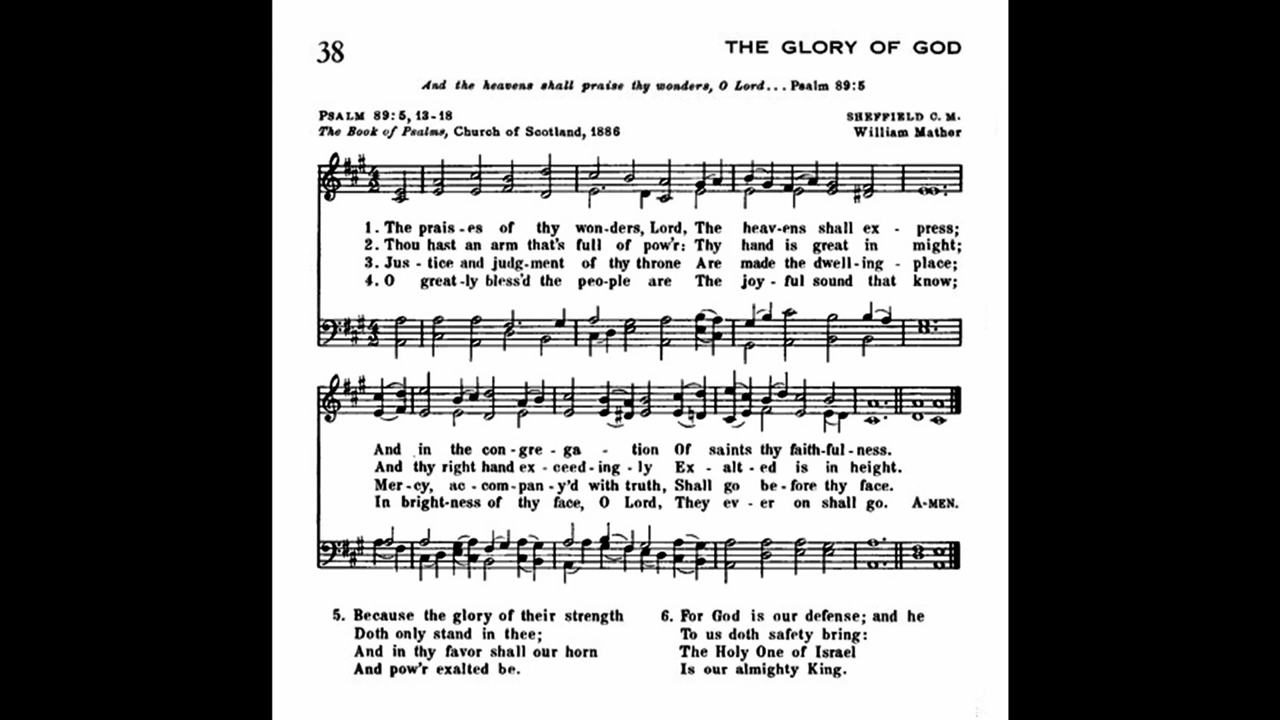 38
THE GLORY OF GOD
And the heavens shall praise thy wonders, O Lord... Psalm 89:5
PSALM 89:5, 13-18
SHEFFIELD C. M.
The Book of Psalms, Church of Scotland, 1886
William Mather
1. The prais - es of thy won-ders, Lord, The heav-ens shall ex - press;
2. Thou hast an arm that's full of pow'r: Thy hand is great in might;
3. Jus - tice and judg-ment of thy throne Are made the dwell-ing - place;
4. O great-ly bless'd the peo-ple are The joy - ful sound that know;
And in the con-gre - ga - tion Of saints thy faith-ful-ness.
And thy right hand ex - ceed-ing - ly Ex - alt - ed is in height.
Mer-cy, ac - com-pan-y'd with truth, Shall go be-fore thy face.
In bright-ness of thy face, O Lord, They ev - er on shall go. A-MEN.
5. Because the glory of their strength
Doth only stand in thee;
And in thy favor shall our horn
And pow'r exalted be.
6. For God is our defense; and he
To us doth safety bring:
The Holy One of Israel
Is our almighty King.